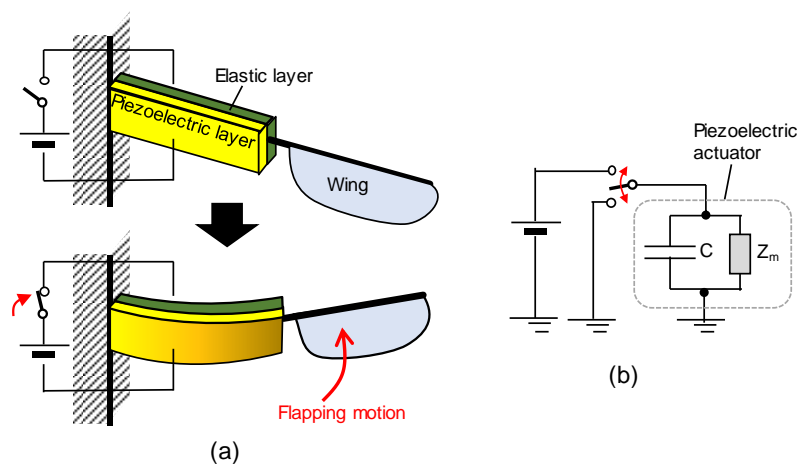 Elastic layer
Piezoelectric layer
Wing
Flapping motion
(a)
Piezoelectric
actuator
C
Zm
(b)